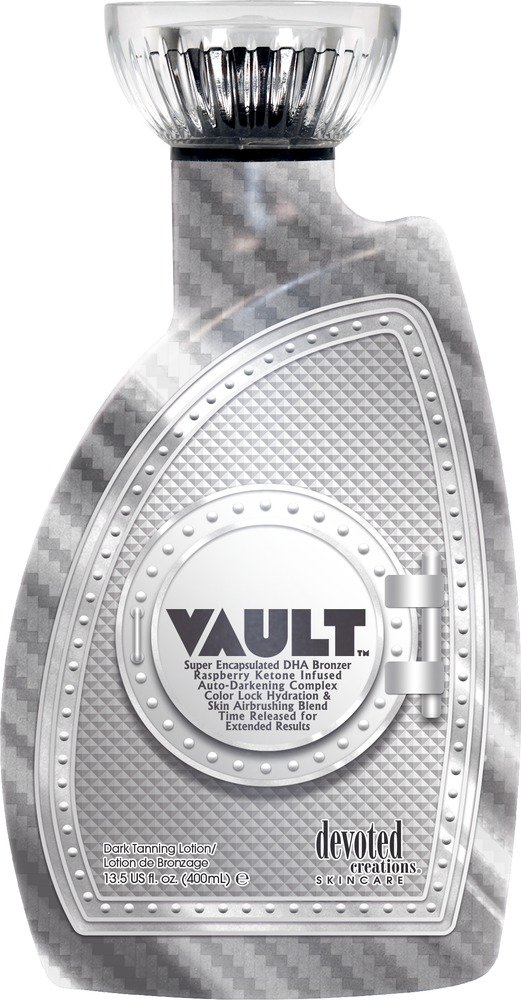 VAULT™
Super Encapsulated DHA Bronzer
Raspberry Ketone Infused
Auto-Darkening Complex
Color Lock Hydration &
Skin Airbrushing Blend
Time Released for
Extended Results
Dark Tanning Lotion/
Lotion de Bronzage
13.5 US fl. oz. (400mL) ℮
devoted
creations®
SKINCARE